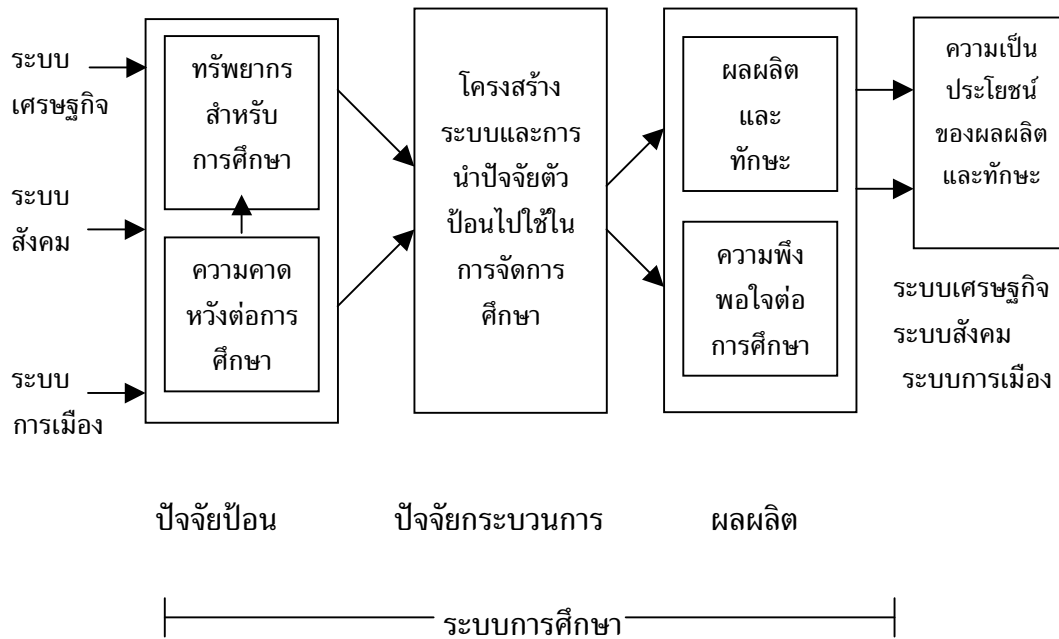 ระบบ
เศรษฐกิจ
ระบบ
สังคม
ระบบ
การเมือง
ทรัพยากร
สำหรับ
การศึกษา
ความคาด
หวังต่อการ
ศึกษา
โครงสร้าง
ระบบและการ
นำปัจจัยตัว
ป้อนไปใช้ใน
การจัดการ
ศึกษา
ผลผลิต
และ
ทักษะ
ความพึง
พอใจต่อ
การศึกษา
ความเป็น
ประโยชน์
ของผลผลิต
และทักษะ
ระบบเศรษฐกิจ
ระบบสังคม
ระบบการเมือง
ปัจจัยป้อน
ปัจจัยกระบวนการ
ผลผลิต
ระบบการศึกษา